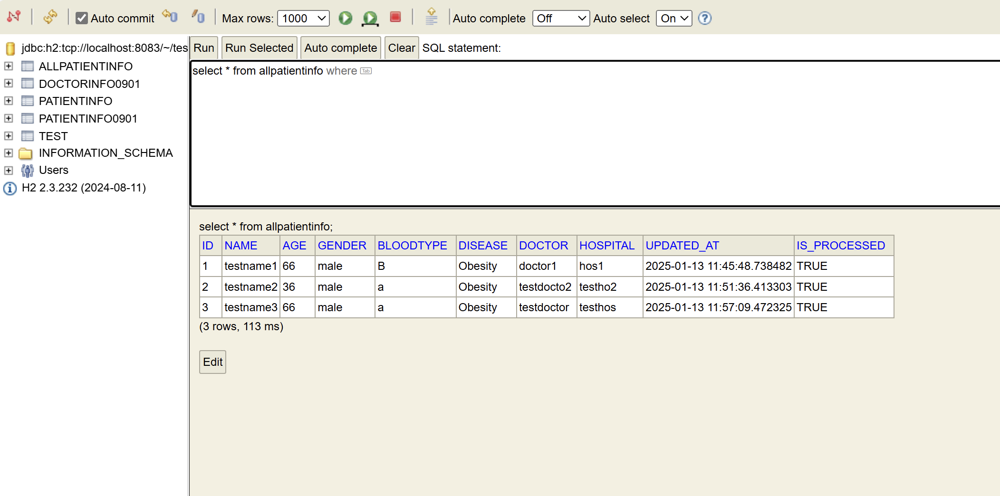 Auto commit Max rows: 1000 Auto complete Off Auto select On ?
jdbc:h2:tcp://localhost:8083/~/tes
ALLPATIENTINFO
DOCTORINFO0901
PATIENTINFO
PATIENTINFO0901
TEST
INFORMATION_SCHEMA
Users
H2 2.3.232 (2024-08-11)
Run Run Selected Auto complete Clear SQL statement:
select * from allpatientinfo where Tab
select * from allpatientinfo;
ID NAME AGE GENDER BLOODTYPE DISEASE DOCTOR HOSPITAL UPDATED_AT IS_PROCESSED
1 testname1 66 male B Obesity doctor1 hos1 2025-01-13 11:45:48.738482 TRUE
2 testname2 36 male a Obesity testdocto2 testho2 2025-01-13 11:51:36.413303 TRUE
3 testname3 66 male a Obesity testdoctor testhos 2025-01-13 11:57:09.472325 TRUE
(3 rows, 113 ms)
Edit